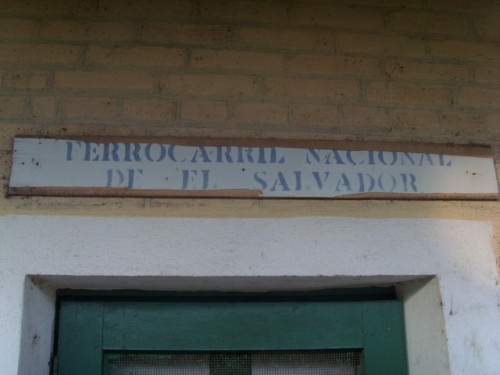 FERROCARRIL NACIONAL
DE EL SALVADOR